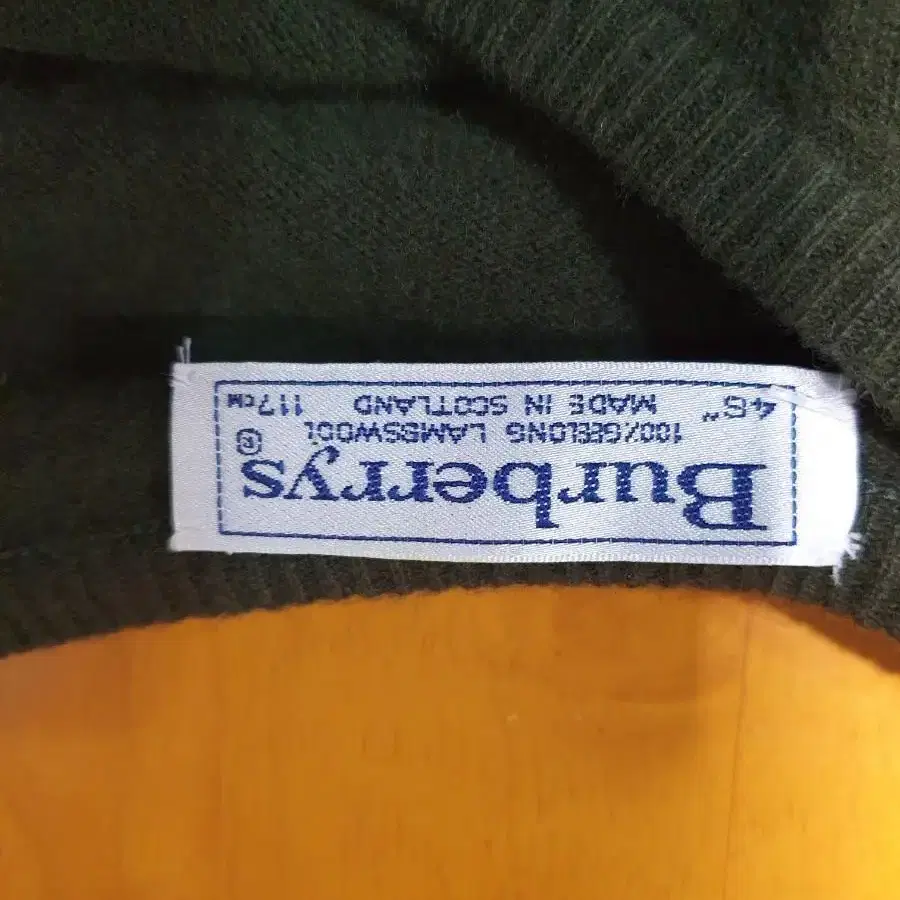 Burberrys®
100% GEELONG LAMBSWOOL
46" MADE IN SCOTLAND 117CM